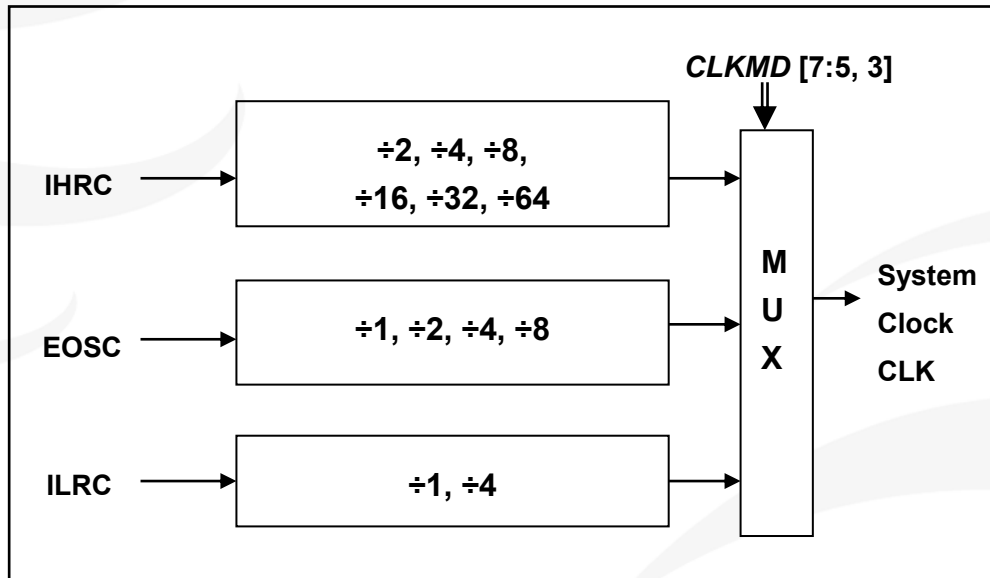 CLKMD [7:5, 3]
IHRC
÷2, ÷4, ÷8,
÷16, ÷32, ÷64
EOSC
÷1, ÷2, ÷4, ÷8
ILRC
÷1, ÷4
M
U
X
System
Clock
CLK